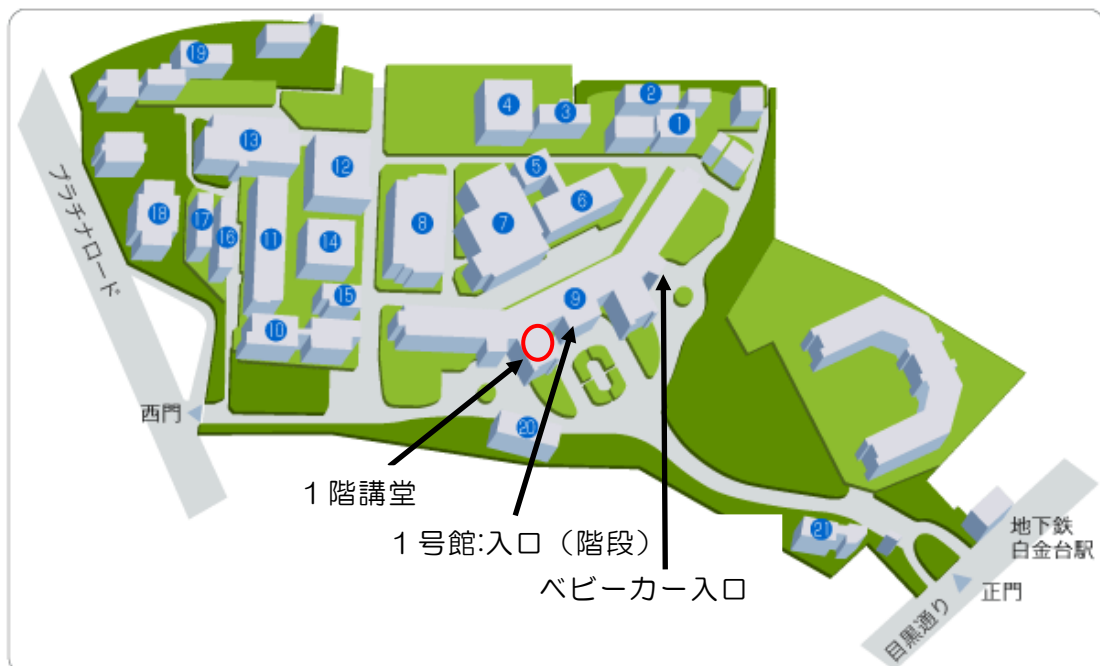 ⑲
④
③
②
①
⑬
⑫
⑤
⑥
⑱
⑰
⑯
⑪
⑭
⑧
⑦
⑮
⑨
⑩
プラチナロード
西門
⑳
1階講堂
1号館:入口（階段）
ベビーカー入口
㉑
地下鉄
白金台駅
正門
目黒通り